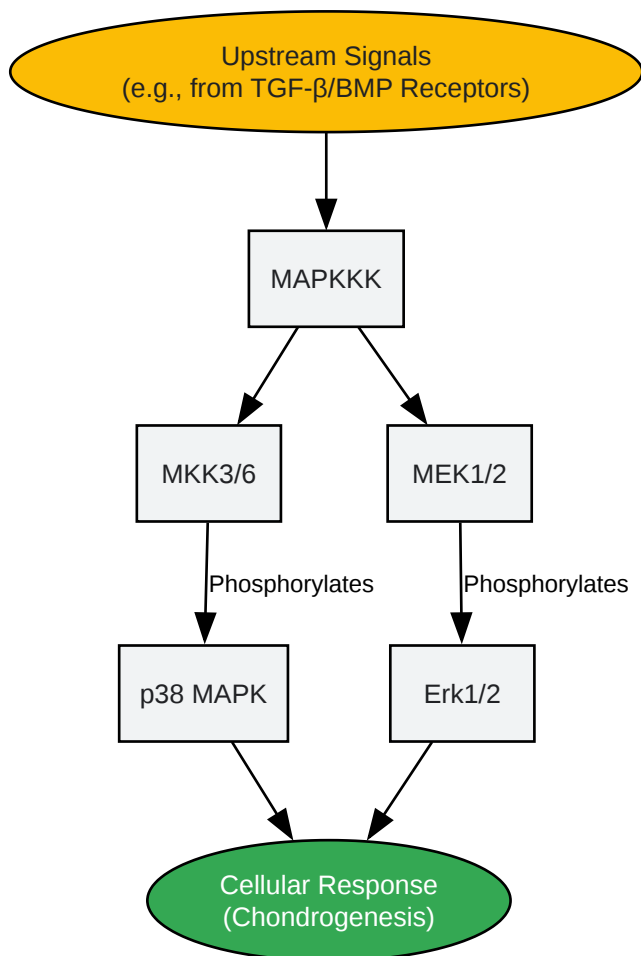 Upstream Signals
(e.g., from TGF-β/BMP Receptors)
MAPKKK
MKK3/6
MEK1/2
Phosphorylates
Phosphorylates
p38 MAPK
Erk1/2
Cellular Response
(Chondrogenesis)